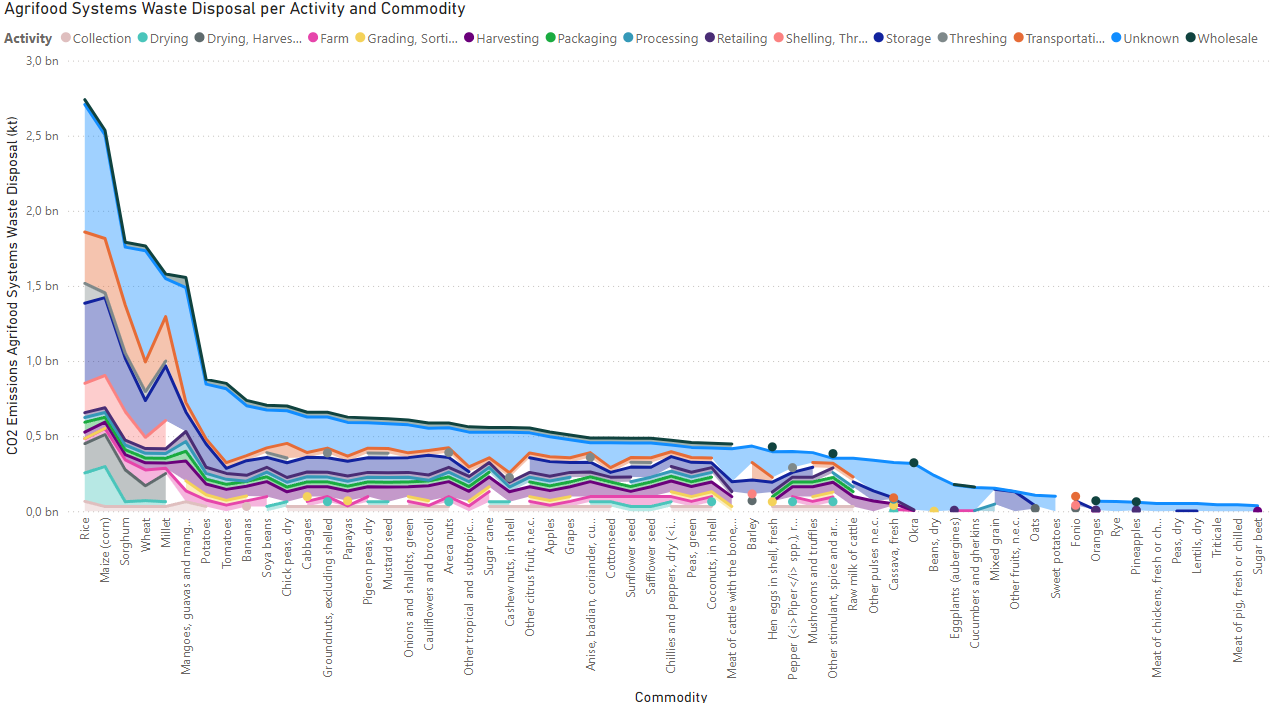 Agrifood Systems Waste Disposal per Activity and Commodity
Activity Collection Drying Drying, Harves... Farm Grading, Sorti... Harvesting Packaging Processing Retailing Shelling, Thr... Storage Threshing Transportati... Unknown Wholesale
CO2 Emissions Agrifood Systems Waste Disposal (kt)
3,0 bn
2,5 bn
2,0 bn
1,5 bn
1,0 bn
0,5 bn
0,0 bn
Rice
Maize (corn)
Sorghum
Wheat
Millet
Mangoes, guavas and mang...
Potatoes
Tomatoes
Bananas
Soya beans
Chick peas, dry
Cabbages
Groundnuts, excluding shelled
Papayas
Pigeon peas, dry
Mustard seed
Onions and shallots, green
Cauliflowers and broccoli
Areca nuts
Other tropical and subtropic...
Sugar cane
Cashew nuts, in shell
Other citrus fruit, n.e.c.
Apples
Grapes
Anise, badian, coriander, cu...
Cottonseed
Sunflower seed
Safflower seed
Chillies and peppers, dry (<i...
Peas, green
Coconuts, in shell
Meat of cattle with the bone,...
Barley
Hen eggs in shell, fresh
Pepper (<i>Piper</i> spp.), r...
Mushrooms and truffles
Other stimulant, spice and ar...
Raw milk of cattle
Other pulses n.e.c.
Cassava, fresh
Okra
Beans, dry
Eggplants (aubergines)
Cucumbers and gherkins
Mixed grain
Other fruits, n.e.c.
Oats
Sweet potatoes
Fonio
Oranges
Rye
Pineapples
Meat of chickens, fresh or ch...
Peas, dry
Lentils, dry
Triticale
Meat of pig, fresh or chilled
Sugar beet
Commodity